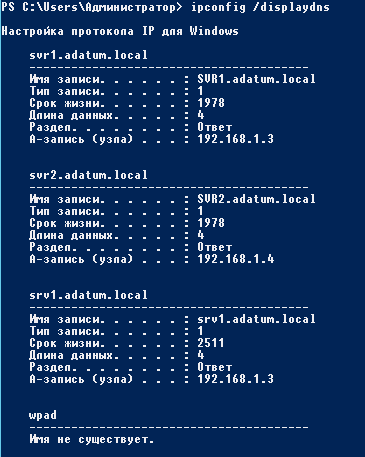 PS C:\Users\Администратор> ipconfig /displaydns
Настройка протокола IP для Windows
svr1.adatum.local
----------------------------------------
Имя записи. . . . . . : SVR1.adatum.local
Тип записи. . . . . . : 1
Срок жизни. . . . . . : 1978
Длина данных. . . . . : 4
Раздел. . . . . . . . : Ответ
А-запись (узла) . . . : 192.168.1.3
svr2.adatum.local
----------------------------------------
Имя записи. . . . . . : SVR2.adatum.local
Тип записи. . . . . . : 1
Срок жизни. . . . . . : 1978
Длина данных. . . . . : 4
Раздел. . . . . . . . : Ответ
А-запись (узла) . . . : 192.168.1.4
srv1.adatum.local
----------------------------------------
Имя записи. . . . . . : srv1.adatum.local
Тип записи. . . . . . : 1
Срок жизни. . . . . . : 2511
Длина данных. . . . . : 4
Раздел. . . . . . . . : Ответ
А-запись (узла) . . . : 192.168.1.3
wpad
----------------------------------------
Имя не существует.